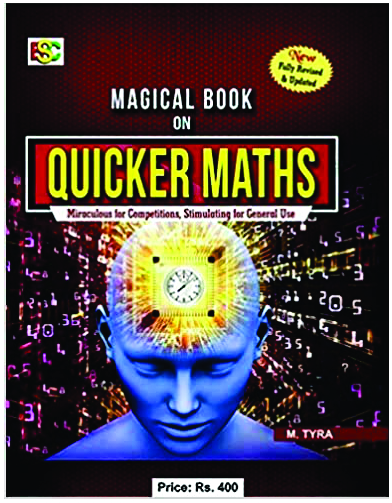 BSC
New
Fully Revised
& Updated
MAGICAL BOOK
ON
QUICKER MATHS
Miraculous for Competitions, Stimulating for General Use
M. TYRA
Price: Rs. 400